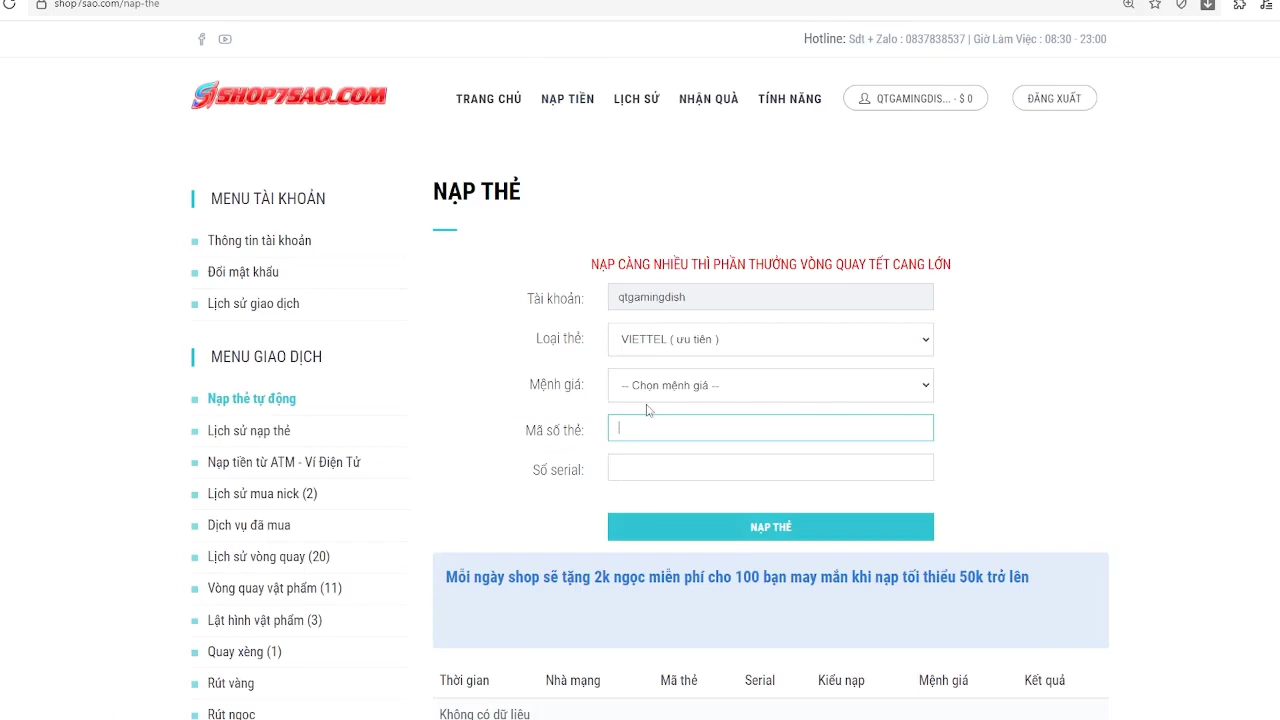 shop7sao.com/nap-the
Hotline: Sdt + Zalo : 0837838537 | Giờ Làm Việc : 08:30 - 23:00
SHOP7SAO.COM
TRANG CHỦ
NẠP TIỀN
LỊCH SỬ
NHẬN QUÀ
TÍNH NĂNG
QTGAMINGDIS... - $ 0
ĐĂNG XUẤT
MENU TÀI KHOẢN
Thông tin tài khoản
Đổi mật khẩu
Lịch sử giao dịch
MENU GIAO DỊCH
Nạp thẻ tự động
Lịch sử nạp thẻ
Nạp tiền từ ATM - Ví Điện Tử
Lịch sử mua nick (2)
Dịch vụ đã mua
Lịch sử vòng quay (20)
Vòng quay vật phẩm (11)
Lật hình vật phẩm (3)
Quay xèng (1)
Rút vàng
Rút ngọc
NẠP THẺ
NẠP CÀNG NHIỀU THÌ PHẦN THƯỞNG VÒNG QUAY TẾT CANG LỚN
Tài khoản:
qtgamingdish
Loại thẻ:
VIETTEL ( ưu tiên )
Mệnh giá:
-- Chọn mệnh giá --
Mã số thẻ:
Số serial:
NẠP THẺ
Mỗi ngày shop sẽ tặng 2k ngọc miễn phí cho 100 bạn may mắn khi nạp tối thiểu 50k trở lên
Thời gian
Nhà mạng
Mã thẻ
Serial
Kiểu nạp
Mệnh giá
Kết quả
Không có dữ liệu